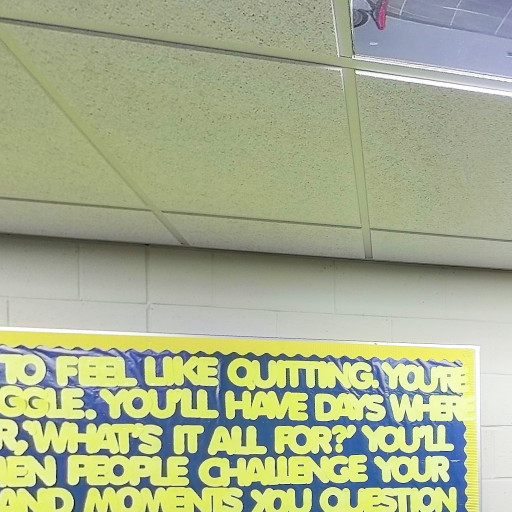 TO FEEL LIKE QUITTING. YOU'RE
GGLE. YOU'LL HAVE DAYS WHERE
R, "WHAT'S IT ALL FOR?" YOU'LL
EN PEOPLE CHALLENGE YOUR
AND MOMENTS YOU QUESTION